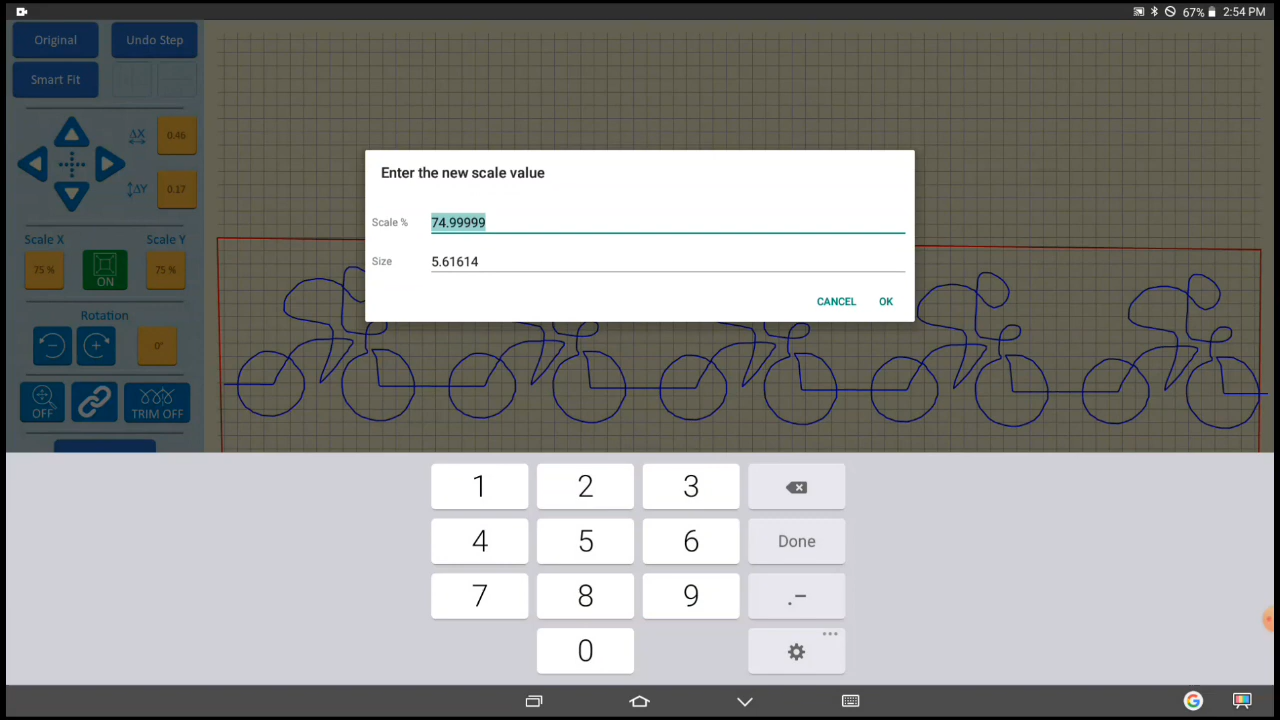 67% 2:54 PM
Original Undo Step
Smart Fit
ΔX 0.46
ΔY 0.17
Scale X Scale Y
75 % ON 75 %
Rotation
0°
OFF TRIM OFF
Enter the new scale value
Scale % 74.99999
Size 5.61614
CANCEL OK
1 2 3
4 5 6 Done
7 8 9 .–
0
G